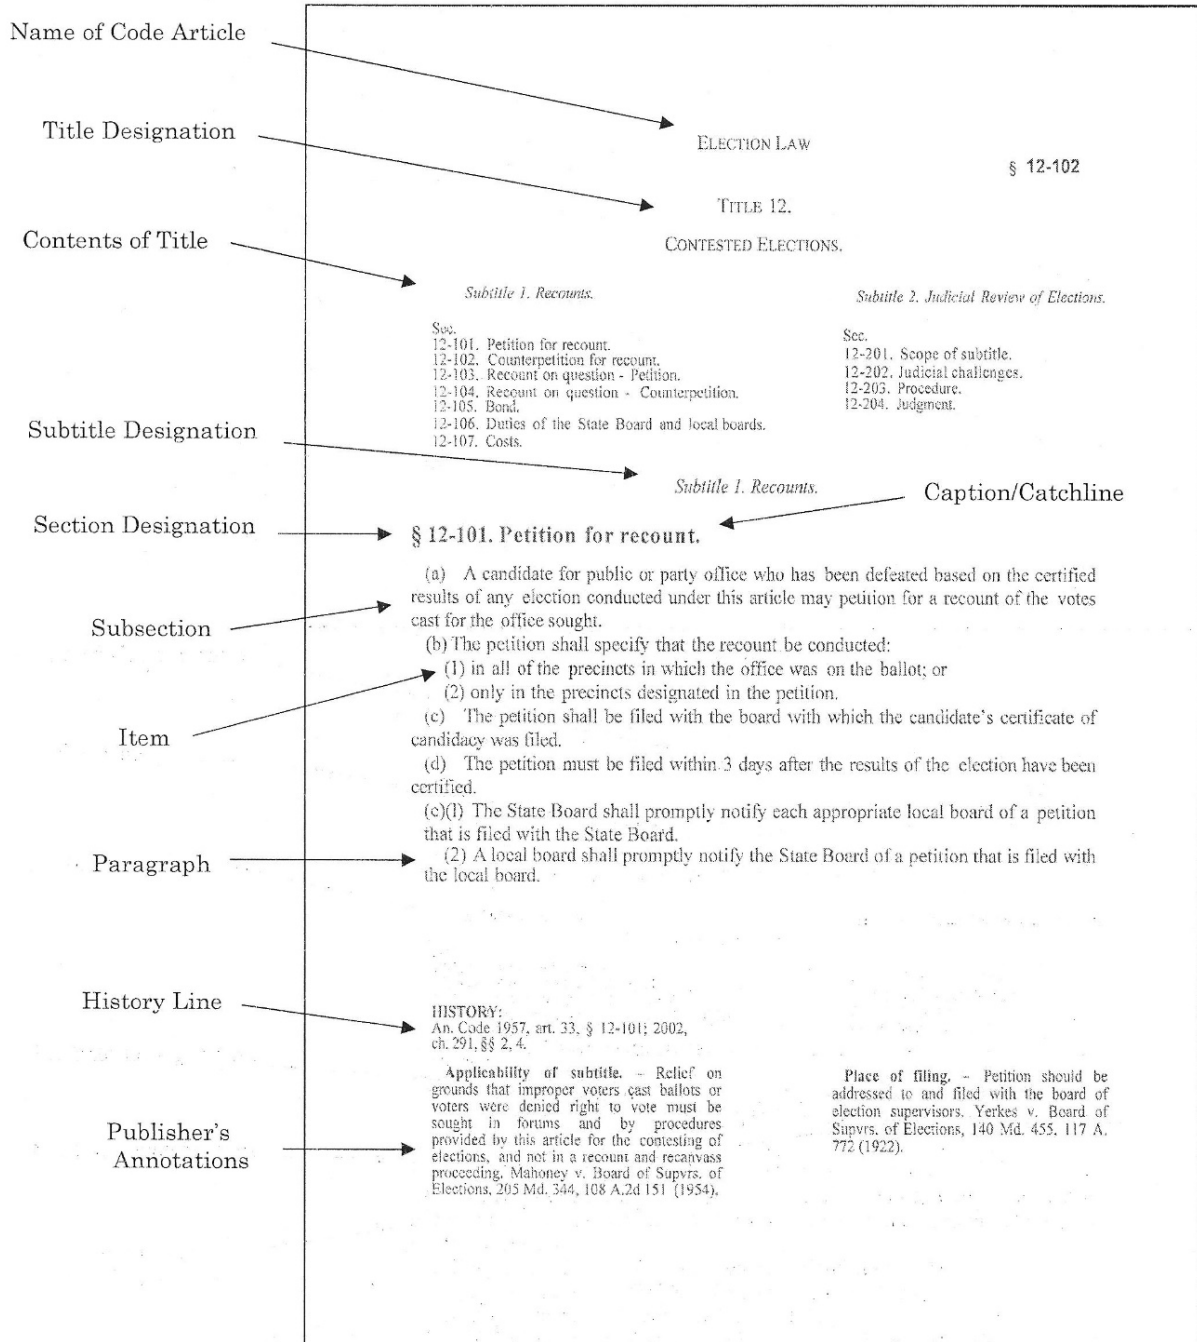 Name of Code Article
Title Designation
ELECTION LAW
§ 12-102
TITLE 12.
Contents of Title
CONTESTED ELECTIONS.
Subtitle 1. Recounts.
Sec.
12-101. Petition for recount.
12-102. Counterpetition for recount.
12-103. Recount on question - Petition.
12-104. Recount on question - Counterpetition.
12-105. Bond.
12-106. Duties of the State Board and local boards.
12-107. Costs.
Subtitle 2. Judicial Review of Elections.
Sec.
12-201. Scope of subtitle.
12-202. Judicial challenges.
12-203. Procedure.
12-204. Judgment.
Subtitle Designation
Subtitle 1. Recounts.
Caption/Catchline
Section Designation
§ 12-101. Petition for recount.
(a) A candidate for public or party office who has been defeated based on the certified
results of any election conducted under this article may petition for a recount of the votes
cast for the office sought.
Subsection
(b) The petition shall specify that the recount be conducted:
(1) in all of the precincts in which the office was on the ballot; or
(2) only in the precincts designated in the petition.
Item
(c) The petition shall be filed with the board with which the candidate's certificate of
candidacy was filed.
(d) The petition must be filed within 3 days after the results of the election have been
certified.
(e)(l) The State Board shall promptly notify each appropriate local board of a petition
that is filed with the State Board.
Paragraph
(2) A local board shall promptly notify the State Board of a petition that is filed with
the local board.
History Line
HISTORY:
An. Code 1957, art. 33, § 12-101; 2002,
ch. 291, §§ 2, 4.
Publisher's
Annotations
Applicability of subtitle. – Relief on
grounds that improper voters cast ballots or
voters were denied right to vote must be
sought in forums and by procedures
provided by this article for the contesting of
elections, and not in a recount and recanvass
proceeding. Mahoney v. Board of Supvrs. of
Elections, 205 Md. 344, 108 A.2d 151 (1954).
Place of filing. – Petition should be
addressed to and filed with the board of
election supervisors. Yerkes v. Board of
Supvrs. of Elections, 140 Md. 455, 117 A.
772 (1922).